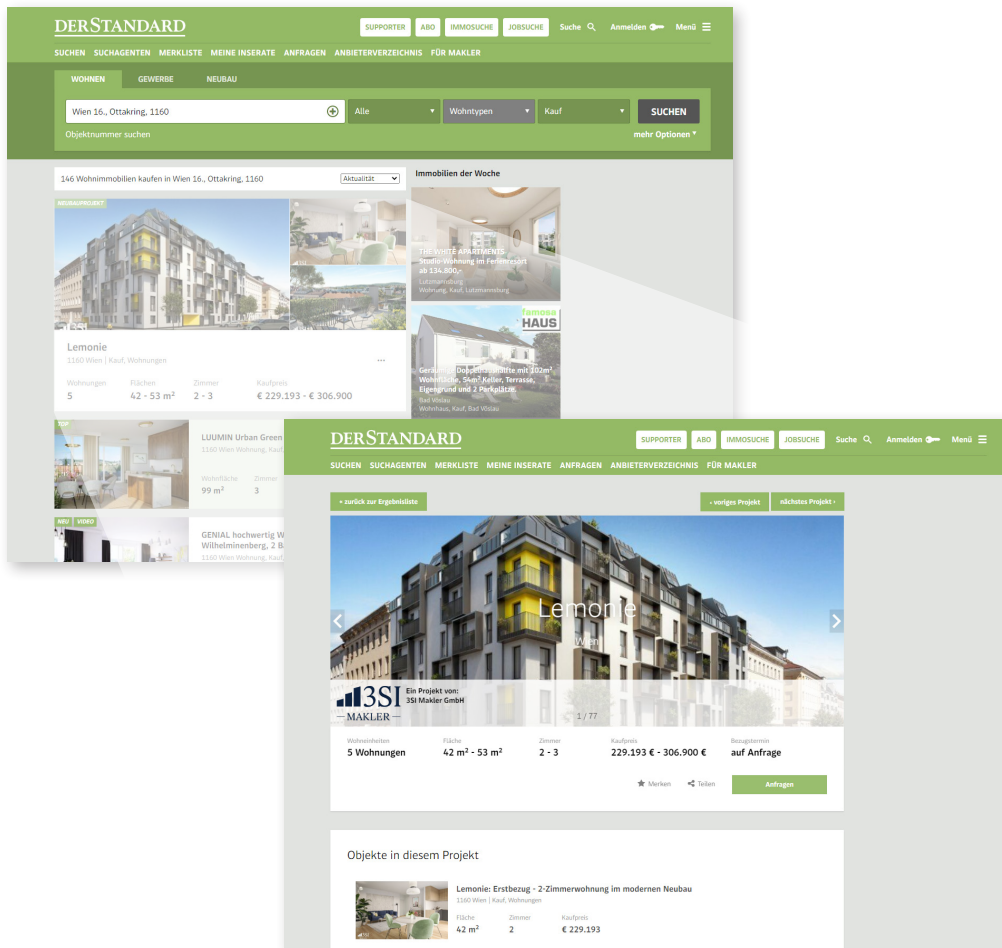 DERSTANDARD
SUPPORTER ABO IMMOSUCHE JOBSUCHE Suche Anmelden Menü
SUCHEN SUCHAGENTEN MERKLISTE MEINE INSERATE ANFRAGEN ANBIETERVERZEICHNIS FÜR MAKLER
WOHNEN GEWERBE NEUBAU
Wien 16., Ottakring, 1160 Alle Wohntypen Kauf SUCHEN
Objektnummer suchen mehr Optionen
146 Wohnimmobilien kaufen in Wien 16., Ottakring, 1160 Aktualität
NEUBAUPROJEKT
3SI
Lemonie
1160 Wien | Kauf, Wohnungen
...
Wohnungen Flächen Zimmer Kaufpreis
5 42 - 53 m² 2 - 3 € 229.193 - € 306.900
Immobilien der Woche
THE WHITE APARTMENTS
Studio-Wohnung im Ferienresort
ab 134.800,-
Lutzmannsburg
Wohnung, Kauf, Lutzmannsburg
famosa
HAUS
Geräumige Doppelhaushälfte mit 102m²
Wohnfläche, 54m² Keller, Terrasse,
Eigengrund und 2 Parkplätze.
Bad Vöslau
Wohnhaus, Kauf, Bad Vöslau
TOP
LUUMIN Urban Green
1160 Wien Wohnung, Kauf
Wohnfläche Zimmer
99 m² 3
NEU VIDEO
GENIAL hochwertig W
Wilhelminenberg, 2 B
1160 Wien Wohnung, Kauf
DERSTANDARD
SUPPORTER ABO IMMOSUCHE JOBSUCHE Suche Anmelden Menü
SUCHEN SUCHAGENTEN MERKLISTE MEINE INSERATE ANFRAGEN ANBIETERVERZEICHNIS FÜR MAKLER
« zurück zur Ergebnisliste ‹ voriges Projekt nächstes Projekt ›
Lemonie
Wien
3SI
MAKLER
Ein Projekt von:
3SI Makler GmbH
1 / 77
Wohneinheiten Fläche Zimmer Kaufpreis Bezugstermin
5 Wohnungen 42 m² - 53 m² 2 - 3 229.193 € - 306.900 € auf Anfrage
Merken Teilen Anfragen
Objekte in diesem Projekt
Lemonie: Erstbezug - 2-Zimmerwohnung im modernen Neubau
1160 Wien | Kauf, Wohnungen
Fläche Zimmer Kaufpreis
42 m² 2 € 229.193